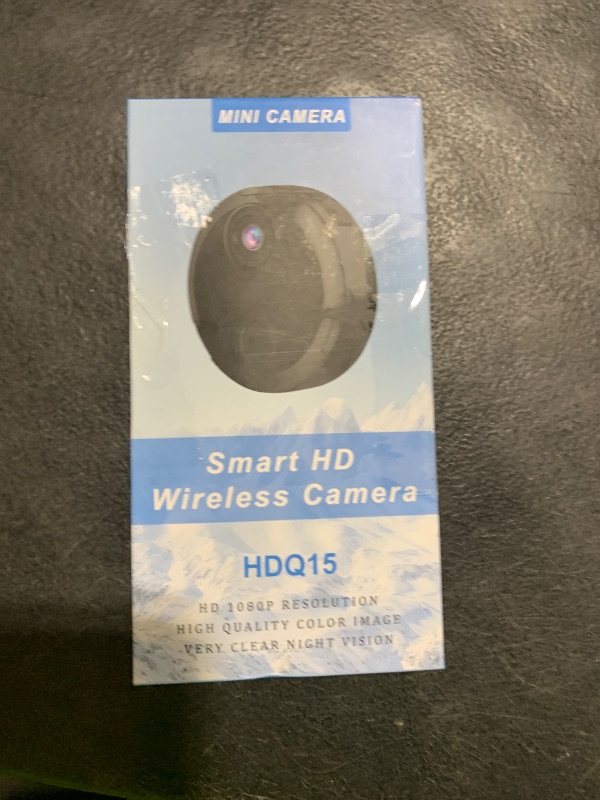 MINI CAMERA
Smart HD
Wireless Camera
HDQ15
HD 1080P RESOLUTION
HIGH QUALITY COLOR IMAGE
VERY CLEAR NIGHT VISION